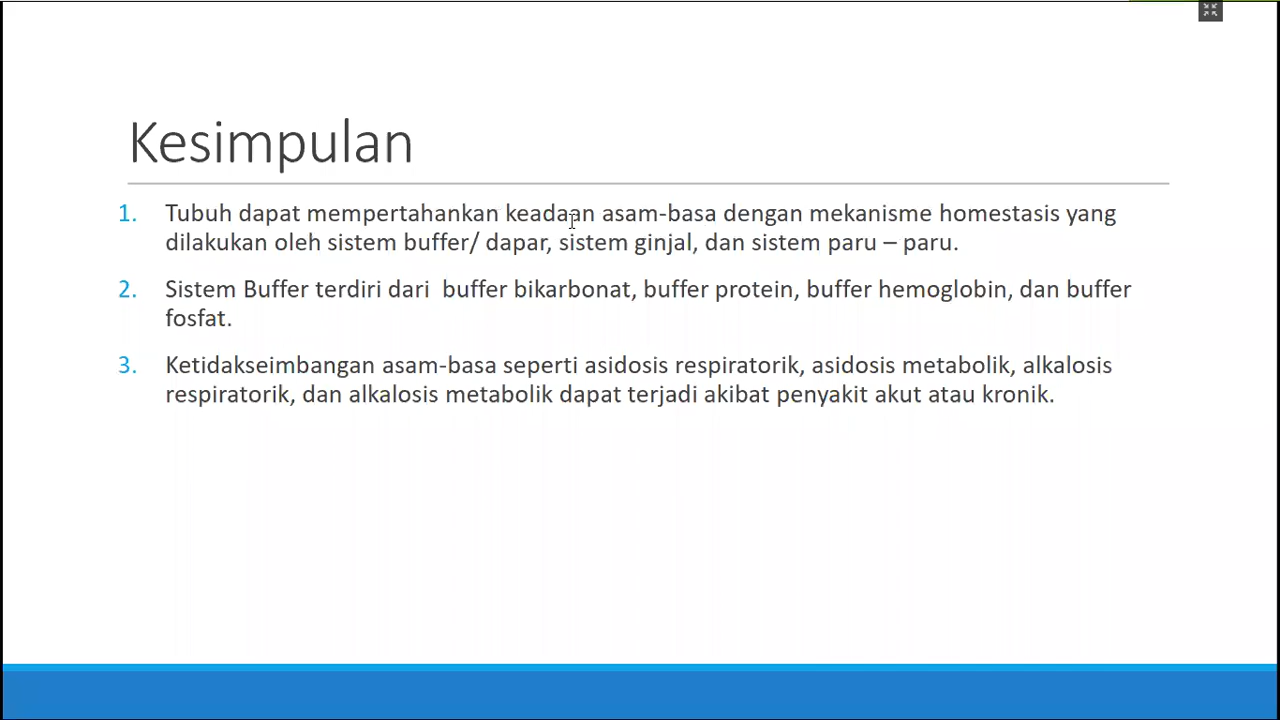 Kesimpulan
1. Tubuh dapat mempertahankan keadaan asam-basa dengan mekanisme homestasis yang
dilakukan oleh sistem buffer/ dapar, sistem ginjal, dan sistem paru – paru.
2. Sistem Buffer terdiri dari  buffer bikarbonat, buffer protein, buffer hemoglobin, dan buffer
fosfat.
3. Ketidakseimbangan asam-basa seperti asidosis respiratorik, asidosis metabolik, alkalosis
respiratorik, dan alkalosis metabolik dapat terjadi akibat penyakit akut atau kronik.